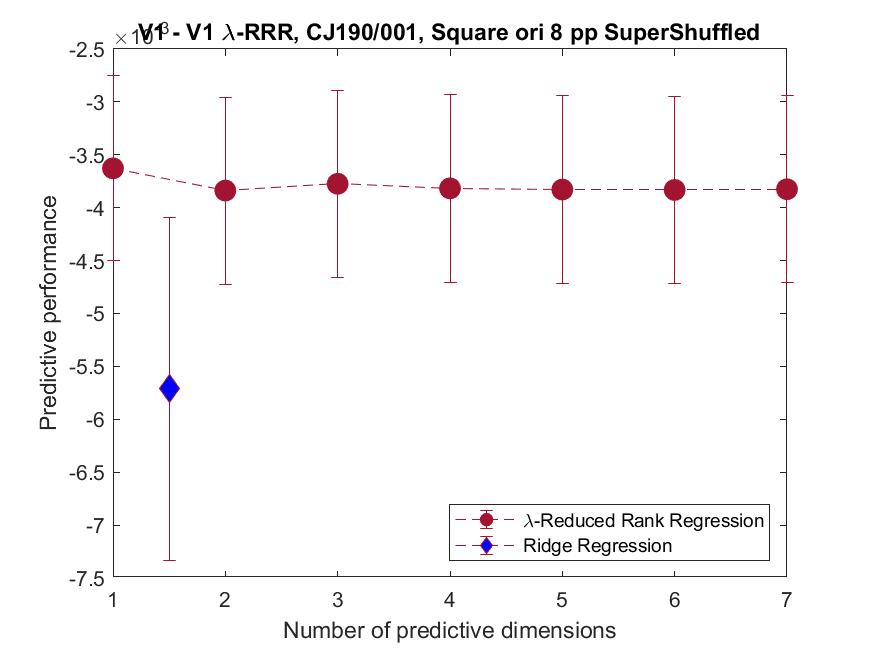 V1 - V1 λ-RRR, CJ190/001, Square ori 8 pp SuperShuffled
×10⁻³
-2.5
-3
-3.5
-4
-4.5
-5
-5.5
-6
-6.5
-7
-7.5
Predictive performance
λ-Reduced Rank Regression
Ridge Regression
1 2 3 4 5 6 7
Number of predictive dimensions